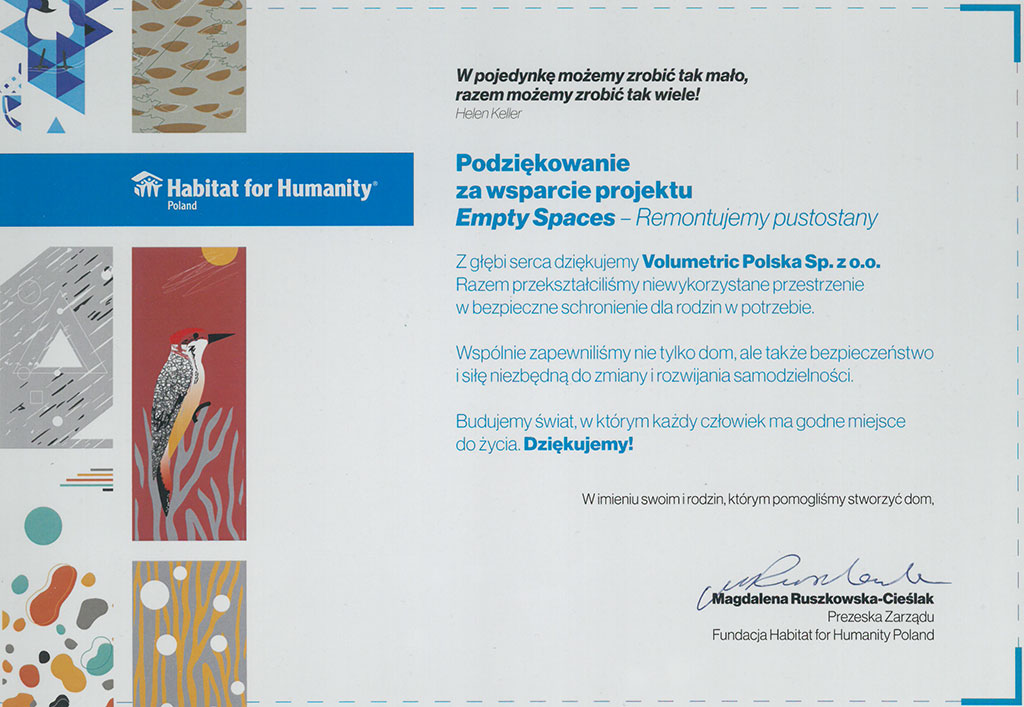 W pojedynkę możemy zrobić tak mało,
razem możemy zrobić tak wiele!
Helen Keller
Habitat for Humanity®
Poland
Podziękowanie
za wsparcie projektu
Empty Spaces – Remontujemy pustostany
Z głębi serca dziękujemy Volumetric Polska Sp. z o.o.
Razem przekształciliśmy niewykorzystane przestrzenie
w bezpieczne schronienie dla rodzin w potrzebie.
Wspólnie zapewniliśmy nie tylko dom, ale także bezpieczeństwo
i siłę niezbędną do zmiany i rozwijania samodzielności.
Budujemy świat, w którym każdy człowiek ma godne miejsce
do życia. Dziękujemy!
W imieniu swoim i rodzin, którym pomogliśmy stworzyć dom,
Magdalena Ruszkowska-Cieślak
Prezeska Zarządu
Fundacja Habitat for Humanity Poland